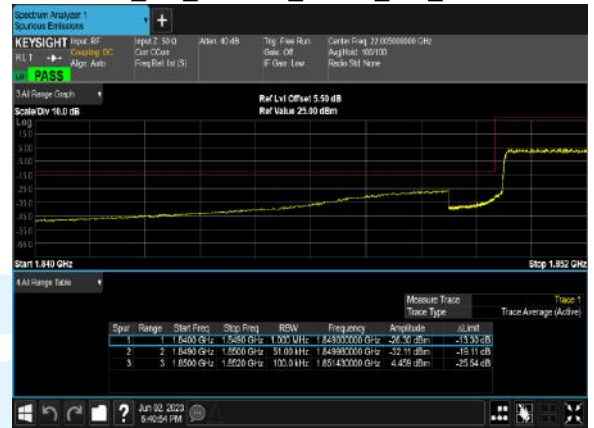 Spectrum Analyzer 1
Spurious Emissions
+
KEYSIGHT Input: RF
Coupling: DC
Align: Auto
RLT
Input Z: 50 Ω
Corr CCorr
Freq Ref: Int (S)
Atten: 40 dB
Trig: Free Run
Gate: Off
IF Gain: Low
Center Freq: 22.005000000 GHz
Avg|Hold: 100/100
Radio Std: None
PASS
3 All Range Graph
Scale/Div 10.0 dB
Ref Lvl Offset 5.50 dB
Ref Value 25.00 dBm
Log
15.0
5.00
-5.00
-15.0
-25.0
-35.0
-45.0
-55.0
-65.0
Start 1.840 GHz
Stop 1.852 GHz
4 All Range Table
Measure Trace Trace 1
Trace Type Trace Average (Active)
Spur Range Start Freq Stop Freq RBW Frequency Amplitude ΔLimit
1 1 1.8400 GHz 1.8490 GHz 1.000 MHz 1.849000000 GHz -26.30 dBm -13.30 dB
2 2 1.8490 GHz 1.8500 GHz 51.00 kHz 1.849980000 GHz -32.11 dBm -19.11 dB
3 3 1.8500 GHz 1.8520 GHz 100.0 kHz 1.851430000 GHz 4.459 dBm -25.54 dB
?
Jun 02, 2023
5:40:54 PM